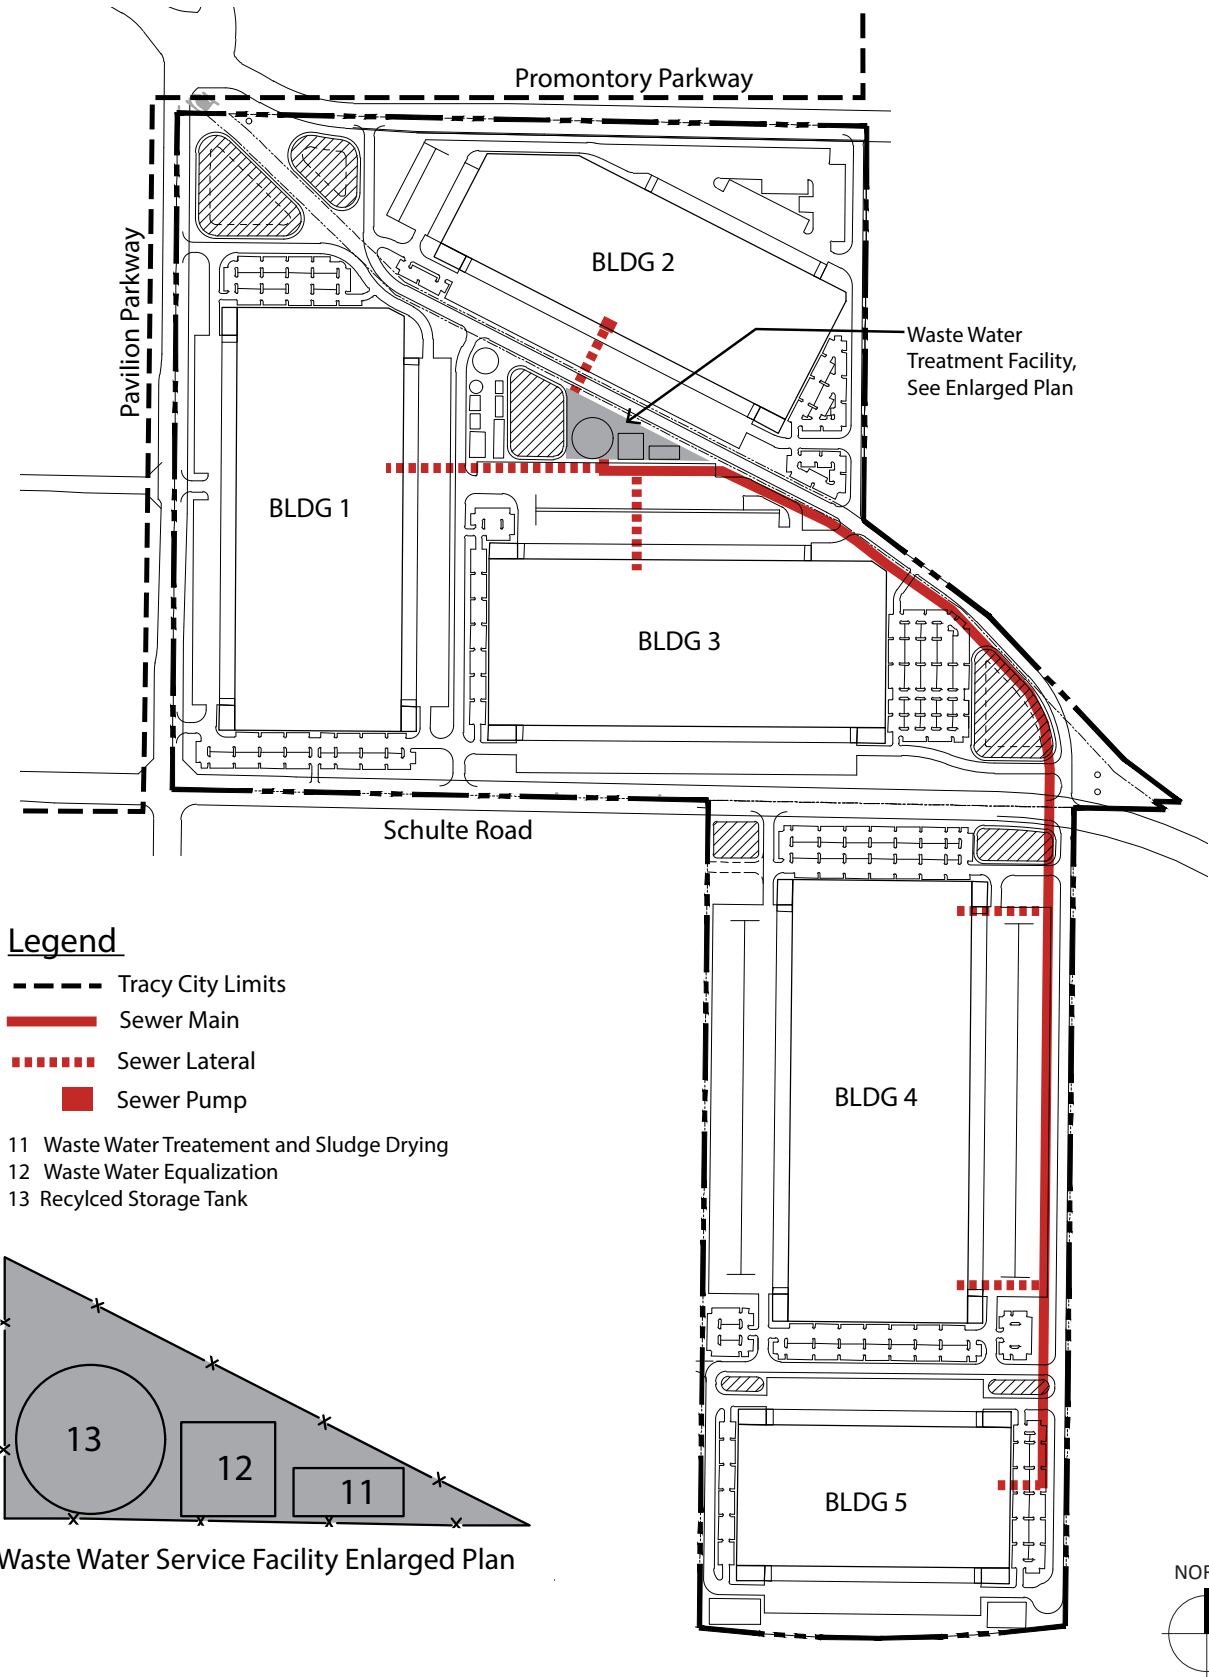 Promontory Parkway
Pavilion Parkway
BLDG 2
Waste Water
Treatment Facility,
See Enlarged Plan
BLDG 1
BLDG 3
Schulte Road
Legend
Tracy City Limits
Sewer Main
Sewer Lateral
Sewer Pump
11 Waste Water Treatement and Sludge Drying
12 Waste Water Equalization
13 Recylced Storage Tank
BLDG 4
13
12
11
BLDG 5
Waste Water Service Facility Enlarged Plan
NOR